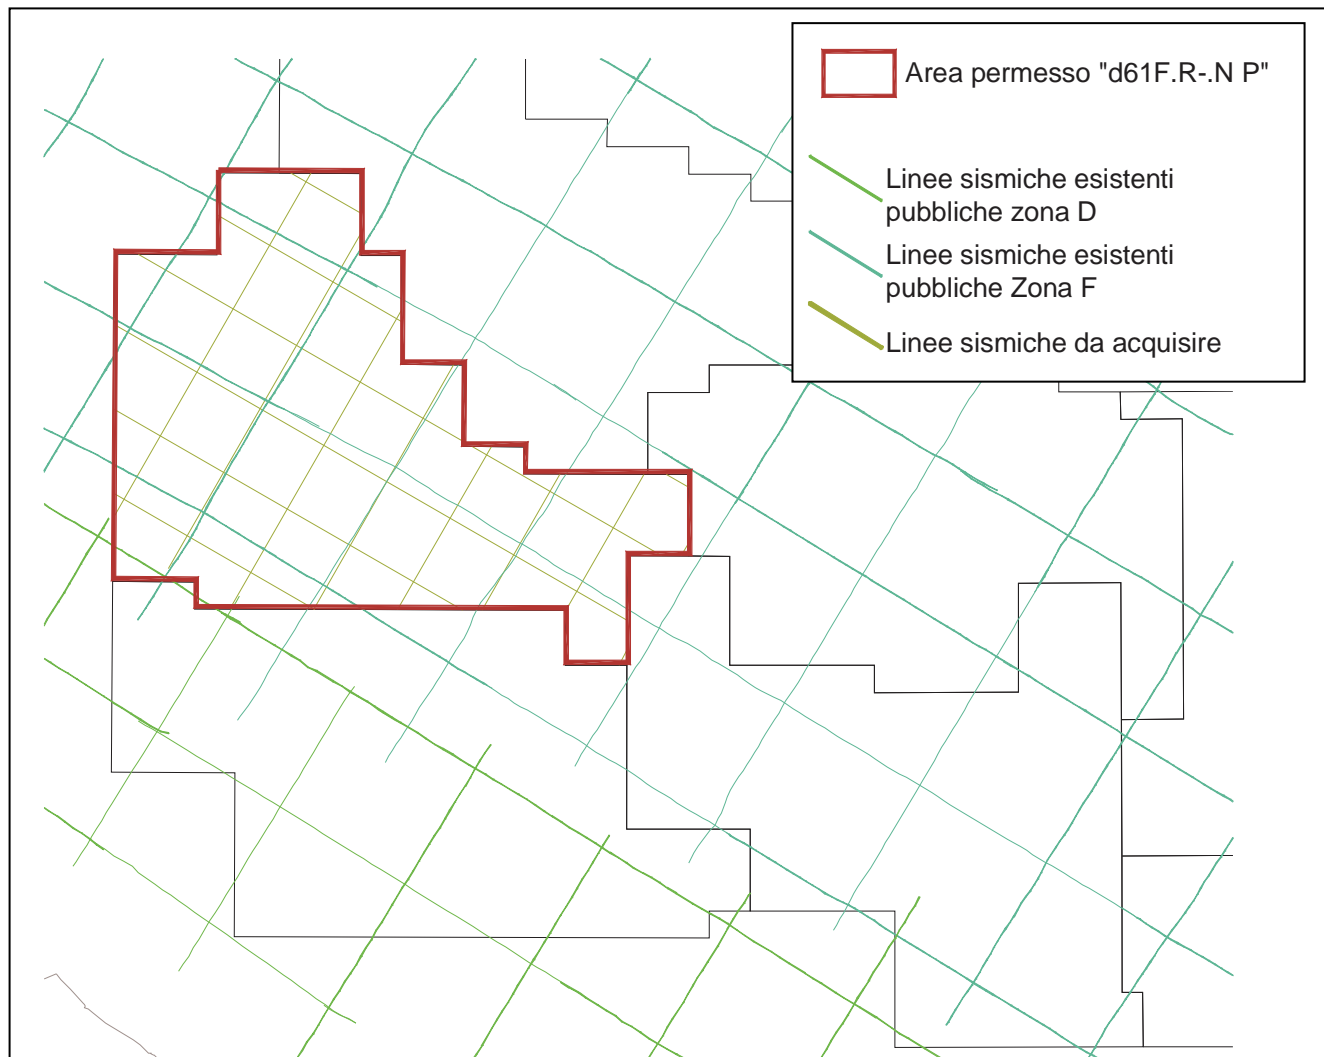 Area permesso "d61F.R-.N P"
Linee sismiche esistenti
pubbliche zona D
Linee sismiche esistenti
pubbliche Zona F
Linee sismiche da acquisire